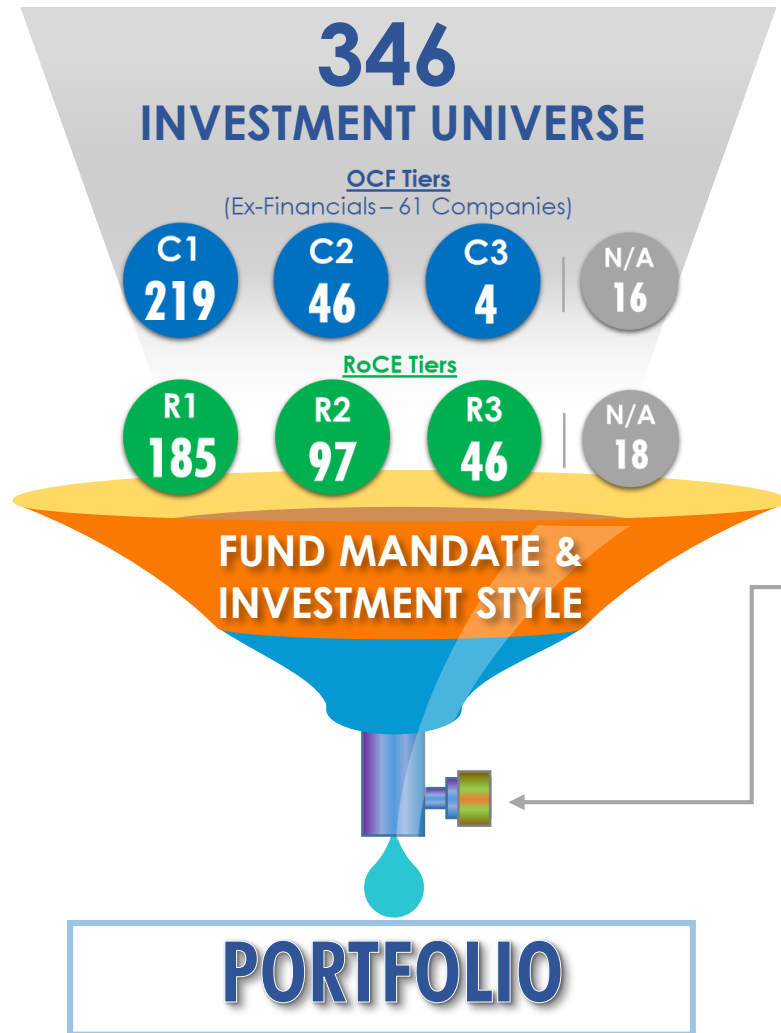 346
INVESTMENT UNIVERSE
OCF Tiers
(Ex-Financials – 61 Companies)
C1 C2 C3 N/A
219 46 4 16
RoCE Tiers
R1 R2 R3 N/A
185 97 46 18
FUND MANDATE &
INVESTMENT STYLE
PORTFOLIO